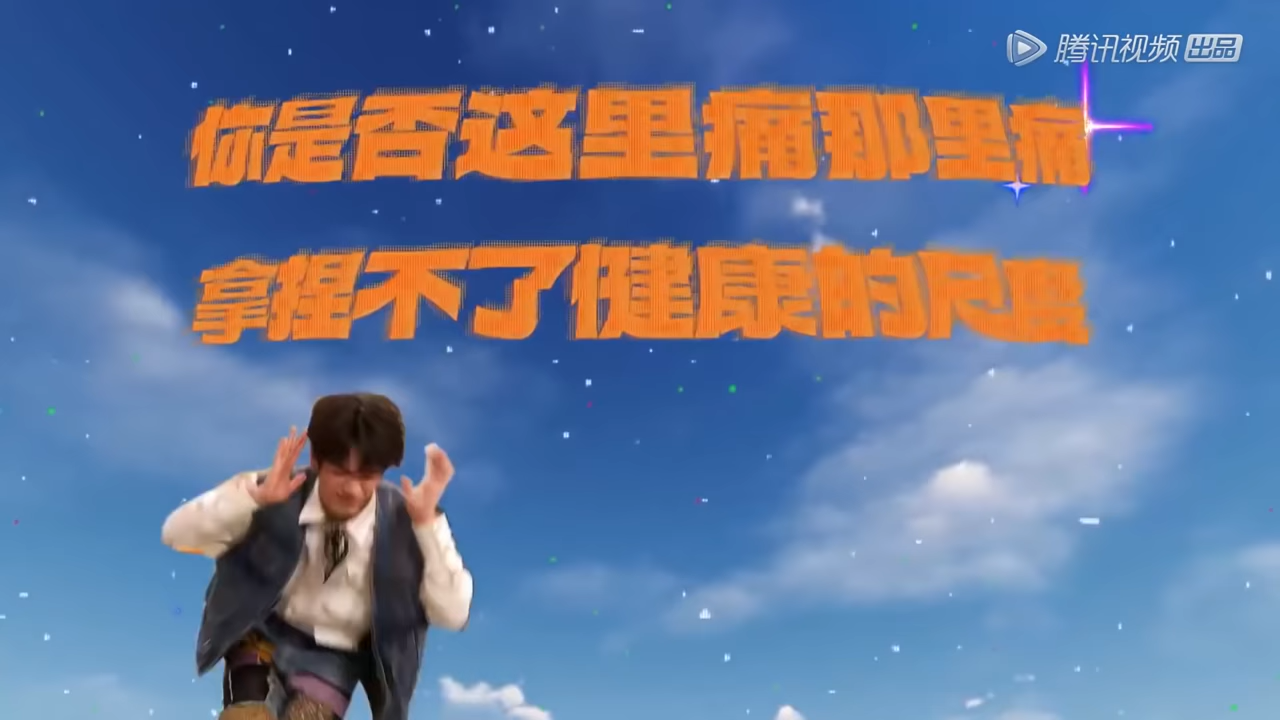 腾讯视频 出品
你是否这里痛那里痛
拿捏不了健康的尺度